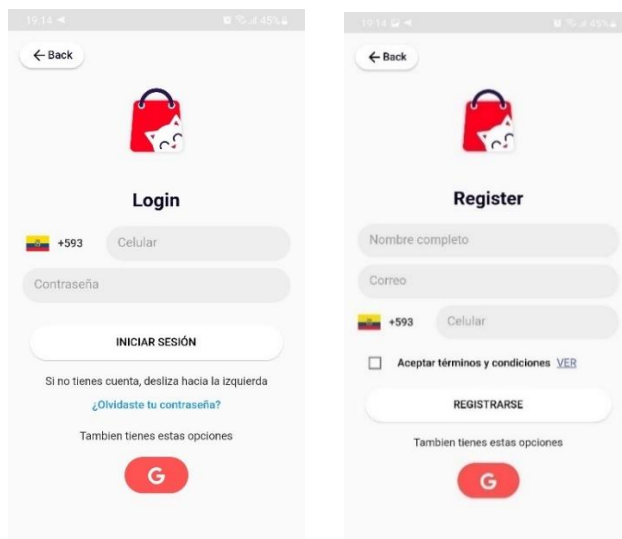 19:14
45%
Back
Login
+593 Celular
Contraseña
INICIAR SESIÓN
Si no tienes cuenta, desliza hacia la izquierda
¿Olvidaste tu contraseña?
Tambien tienes estas opciones
G
19:14
45%
Back
Register
Nombre completo
Correo
+593 Celular
Aceptar términos y condiciones VER
REGISTRARSE
Tambien tienes estas opciones
G